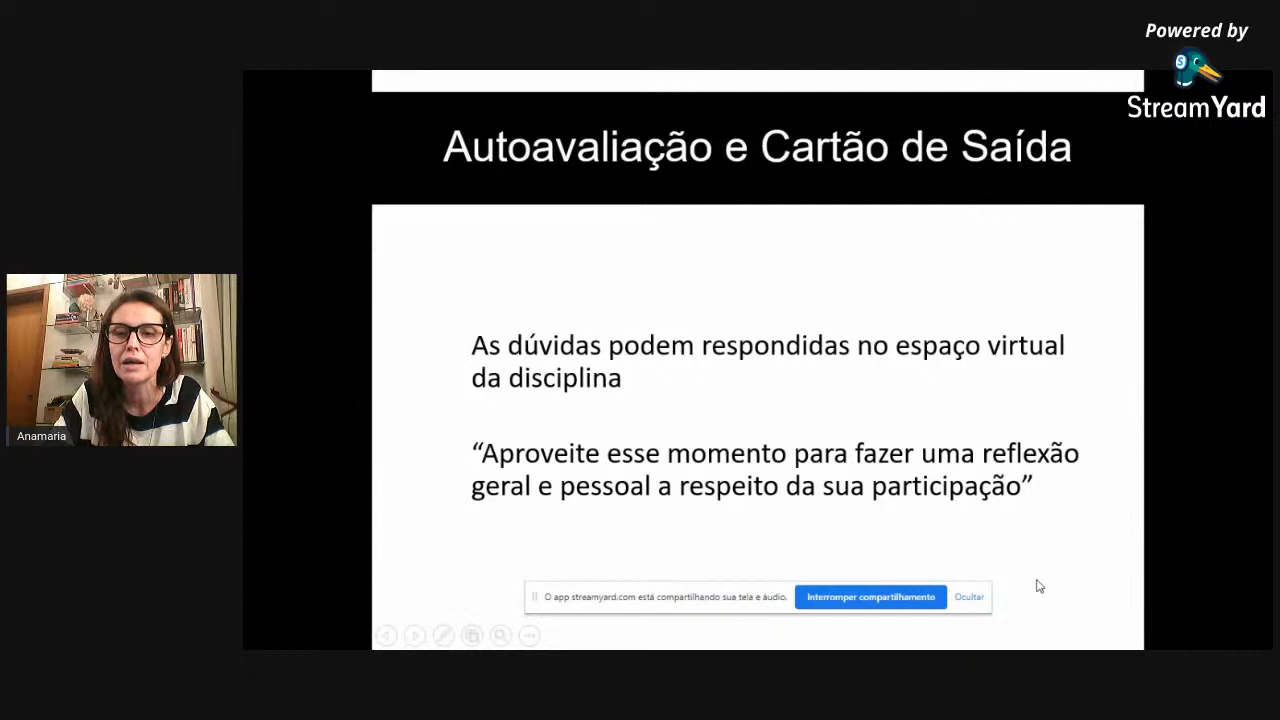 Powered by
StreamYard
Autoavaliação e Cartão de Saída
As dúvidas podem respondidas no espaço virtual
da disciplina
“Aproveite esse momento para fazer uma reflexão
geral e pessoal a respeito da sua participação”
Anamaria
O app streamyard.com está compartilhando sua tela e áudio. Interromper compartilhamento Ocultar